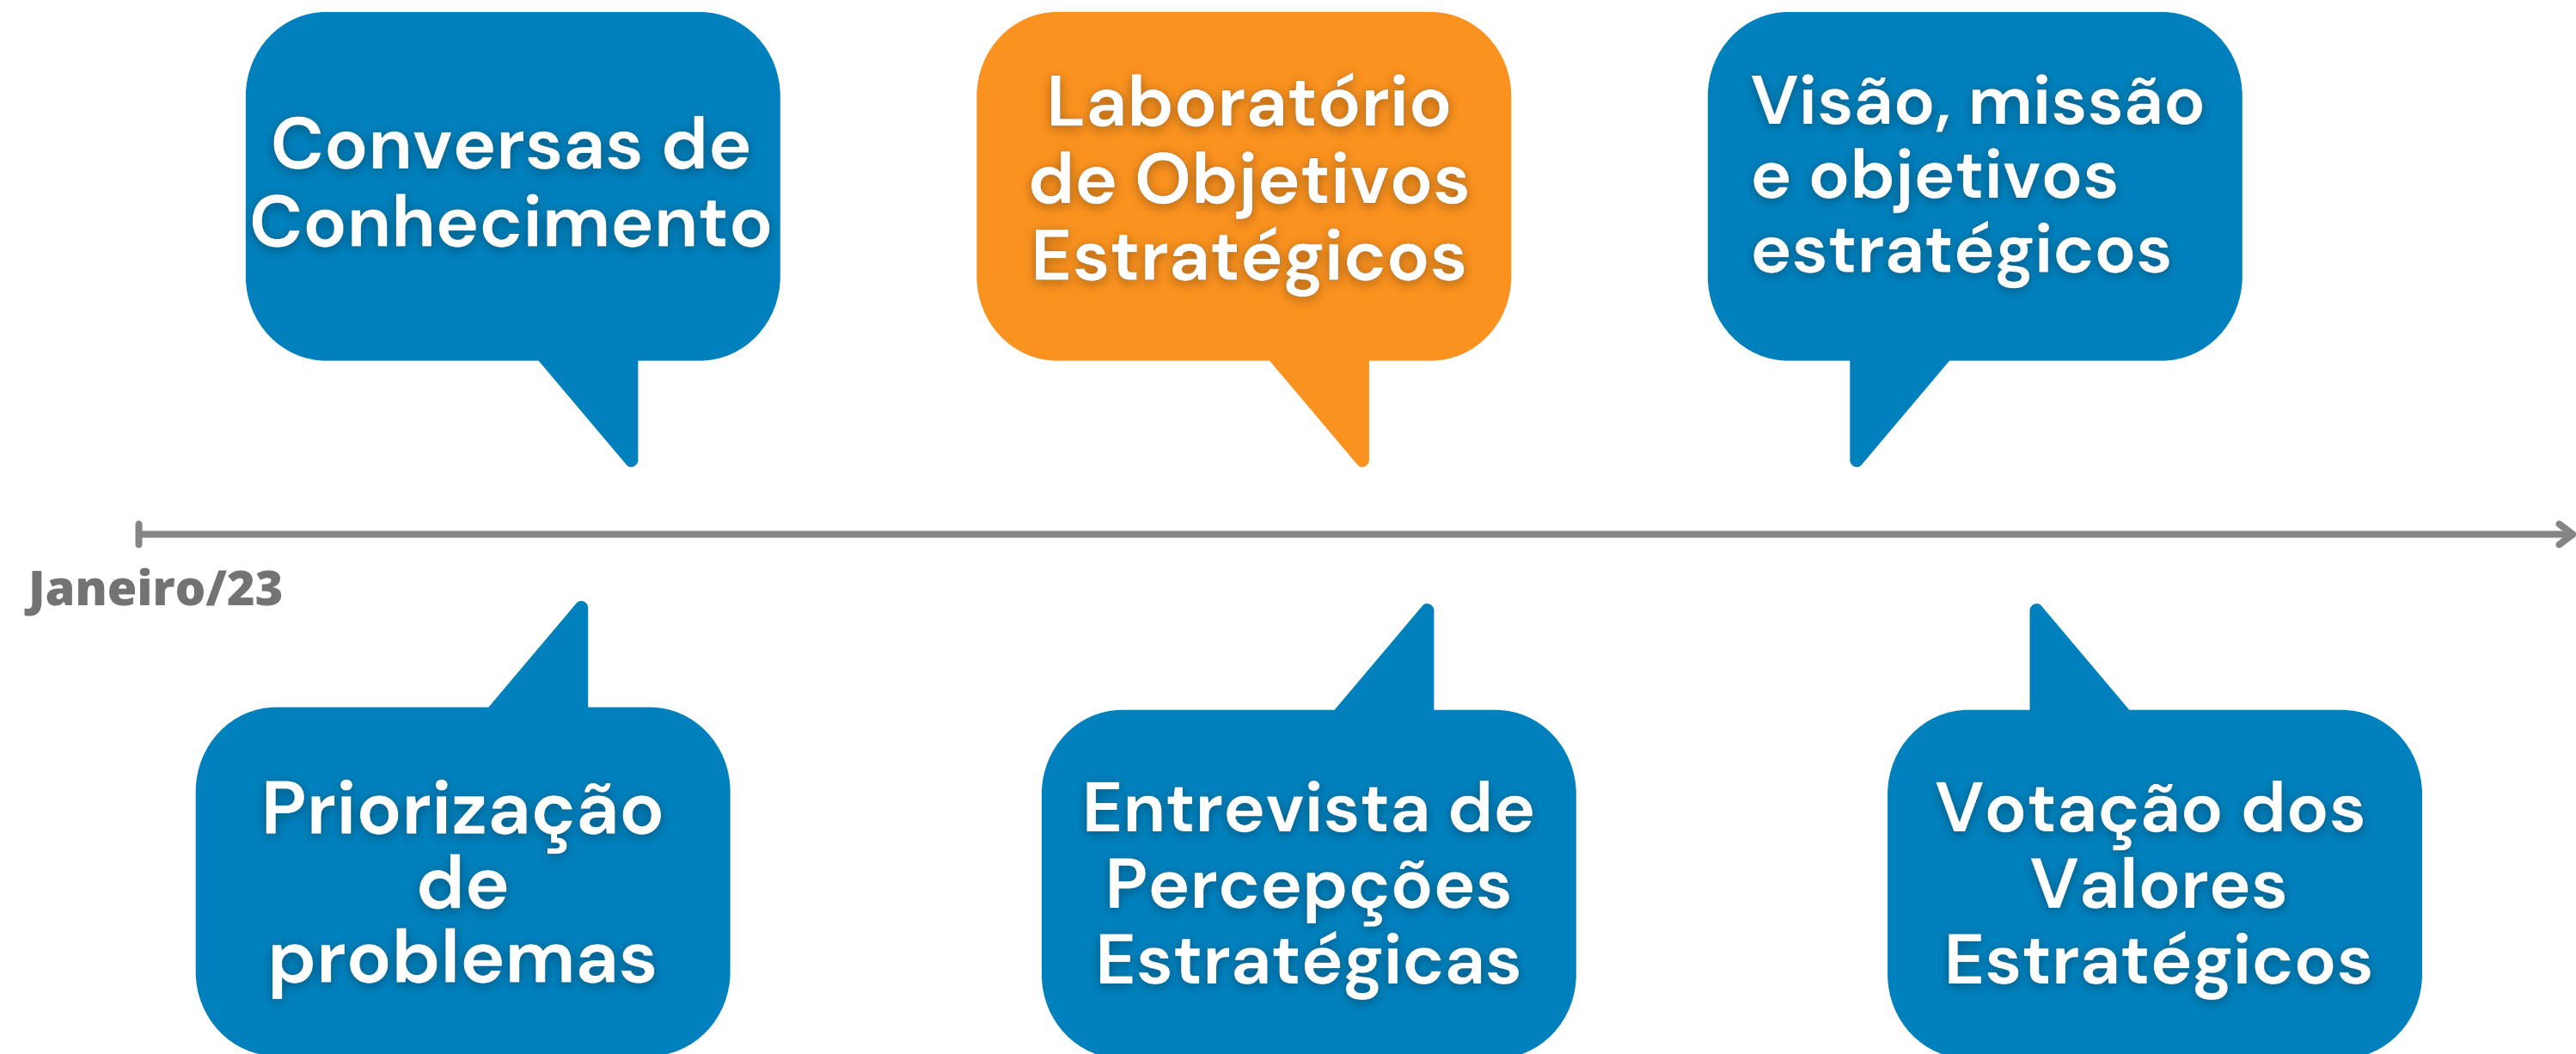 Conversas de
Conhecimento
Laboratório
de Objetivos
Estratégicos
Visão, missão
e objetivos
estratégicos
Janeiro/23
Priorização
de
problemas
Entrevista de
Percepções
Estratégicas
Votação dos
Valores
Estratégicos